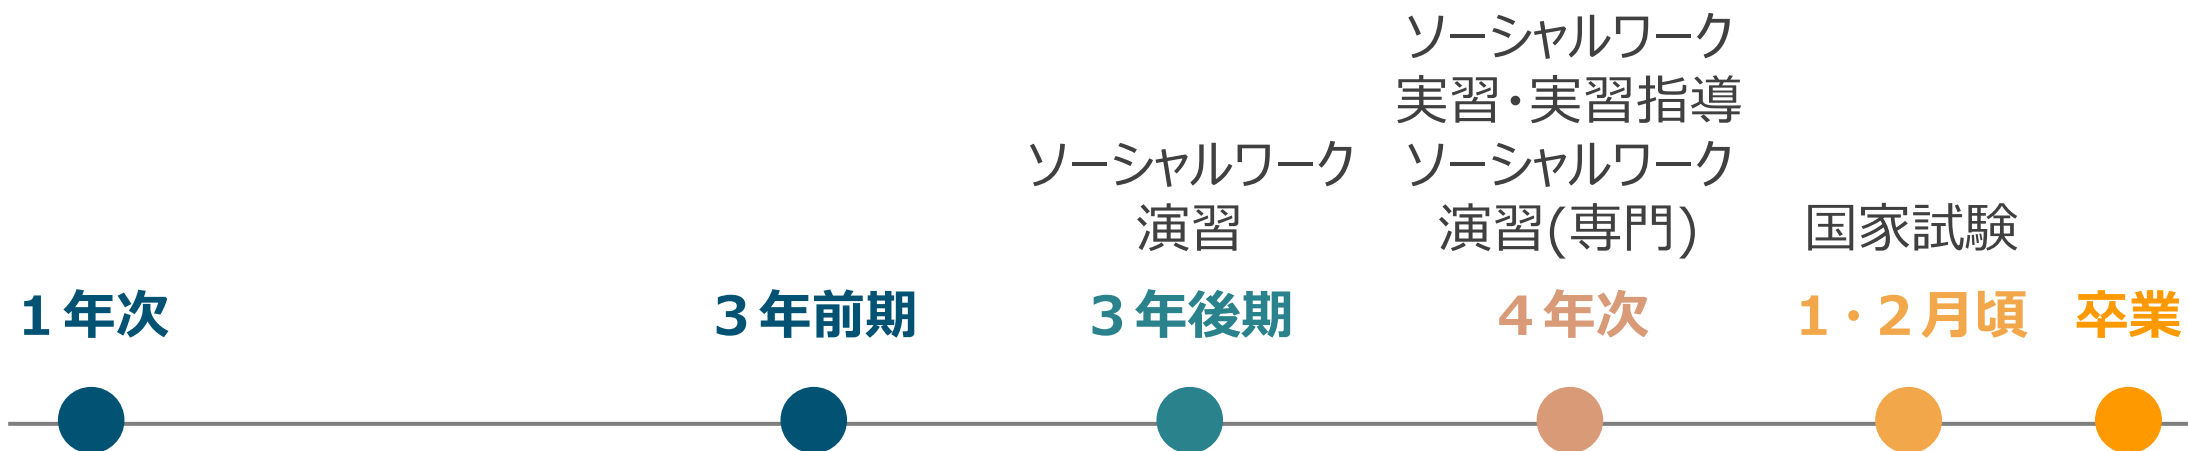 ソーシャルワーク
実習・実習指導
ソーシャルワーク
演習(専門)
ソーシャルワーク
演習
国家試験
１年次
３年前期
３年後期
４年次
１・２月頃
卒業